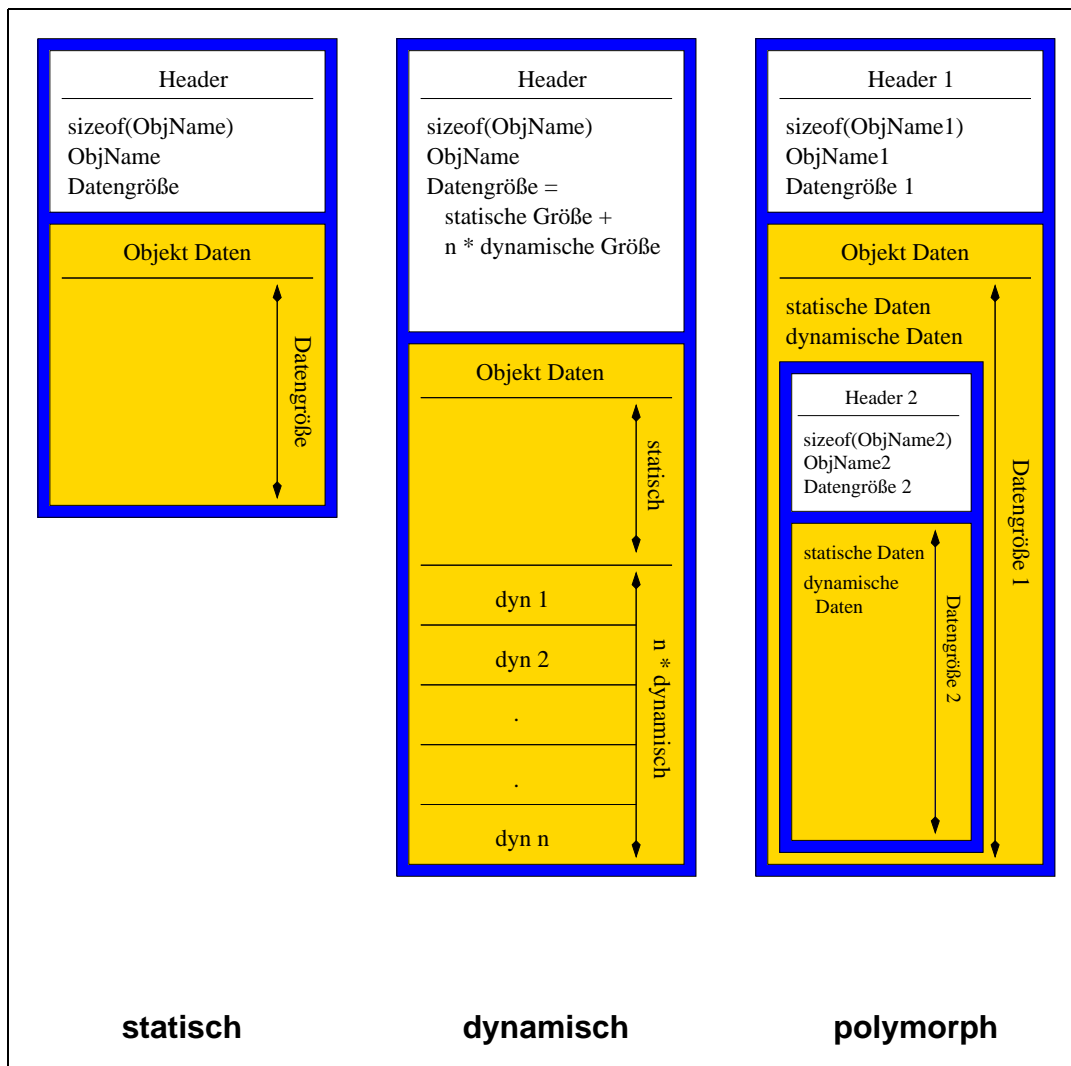 Header
sizeof(ObjName)
ObjName
Datengröße
Objekt Daten
Datengröße
statisch
Header
sizeof(ObjName)
ObjName
Datengröße =
statische Größe +
n * dynamische Größe
Objekt Daten
statisch
dyn 1
dyn 2
.
.
dyn n
n * dynamisch
dynamisch
Header 1
sizeof(ObjName1)
ObjName1
Datengröße 1
Objekt Daten
statische Daten
dynamische Daten
Header 2
sizeof(ObjName2)
ObjName2
Datengröße 2
statische Daten
dynamische
Daten
Datengröße 2
Datengröße 1
polymorph